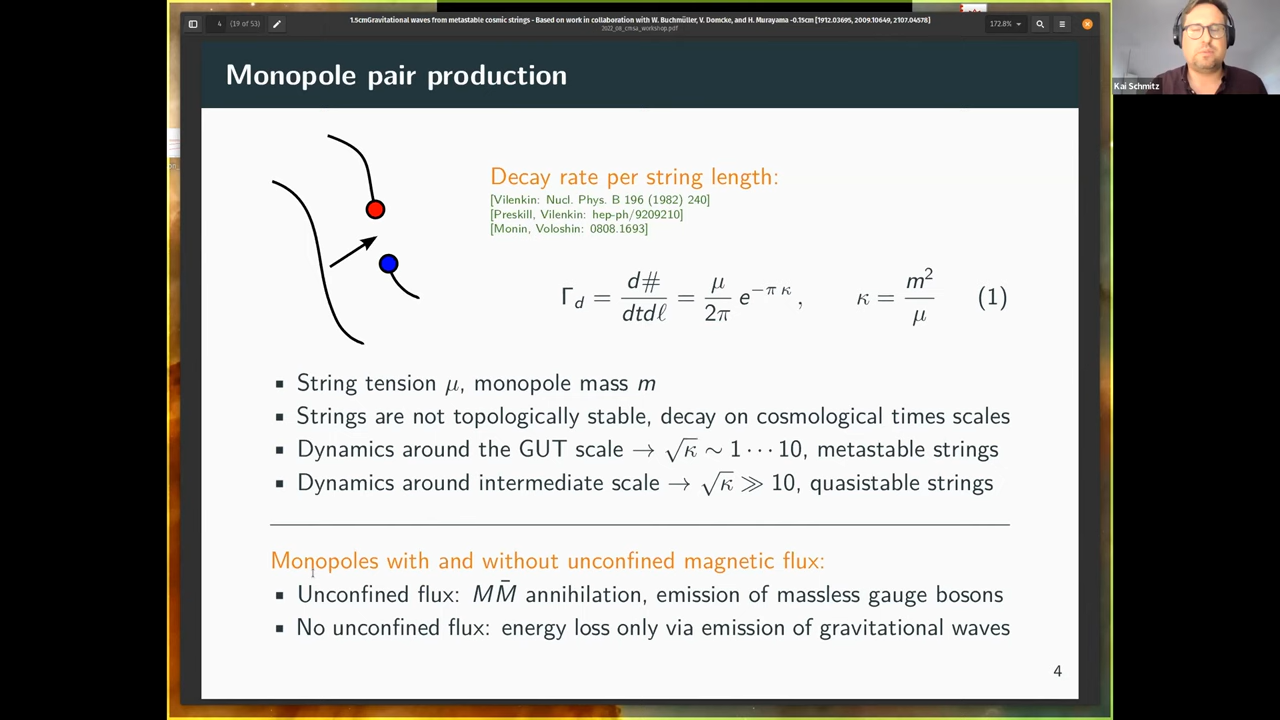 4 (19 of 53)
1.5cmGravitational waves from metastable cosmic strings - Based on work in collaboration with W. Buchmüller, V. Domcke, and H. Murayama -0.15cm [1912.03695, 2009.10649, 2107.04578]
2022_08_cmsa_workshop.pdf
172.8%
Kai Schmitz
Monopole pair production
Decay rate per string length:
[Vilenkin: Nucl. Phys. B 196 (1982) 240]
[Preskill, Vilenkin: hep-ph/9209210]
[Monin, Voloshin: 0808.1693]
Γ_d = d#/dtdℓ = μ/2π e^{−π κ} , κ = m²/μ (1)
▪ String tension μ, monopole mass m
▪ Strings are not topologically stable, decay on cosmological times scales
▪ Dynamics around the GUT scale → √κ ∼ 1 ⋯ 10, metastable strings
▪ Dynamics around intermediate scale → √κ ≫ 10, quasistable strings
Monopoles with and without unconfined magnetic flux:
▪ Unconfined flux: MM̄ annihilation, emission of massless gauge bosons
▪ No unconfined flux: energy loss only via emission of gravitational waves
4